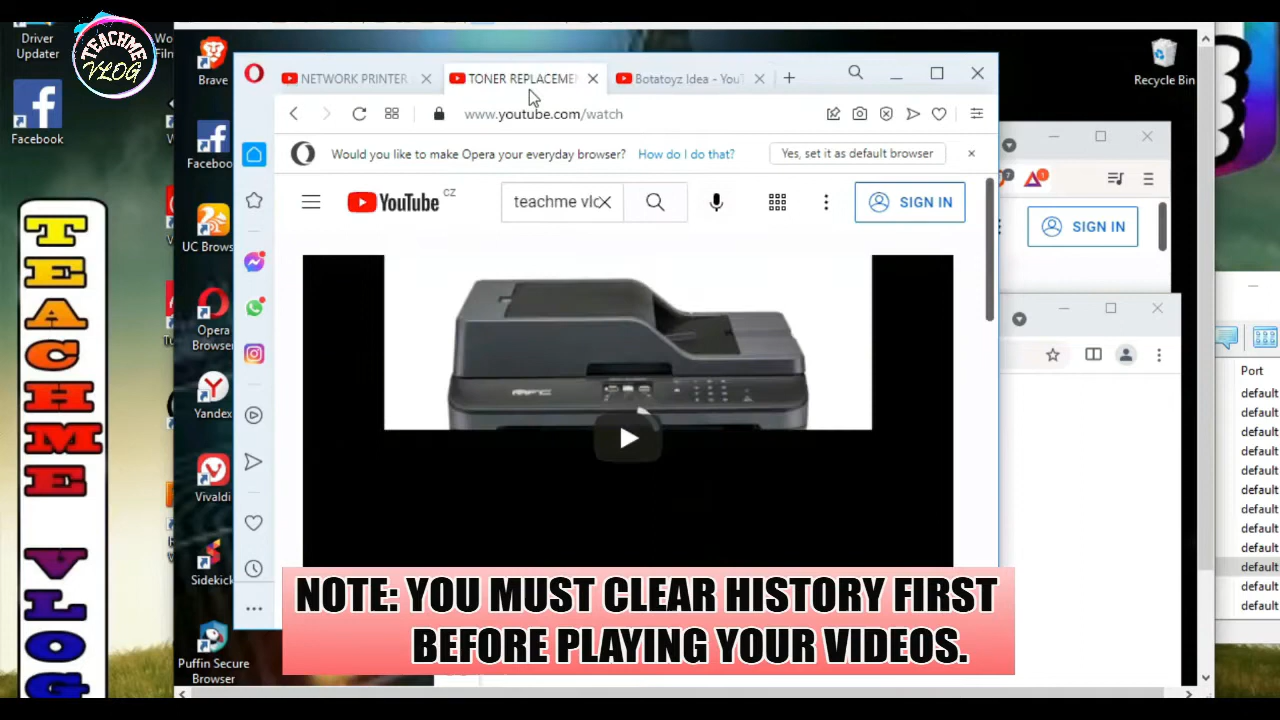 Driver
Updater
TEACHME
VLOG
Facebook
TEACHME VLOG
Brave
Faceboo
UC Brows
Opera
Browser
Yandex
Vivaldi
Sidekick
Puffin Secure
Browser
NETWORK PRINTER
TONER REPLACEMEN
Botatoyz Idea - YouT
www.youtube.com/watch
Would you like to make Opera your everyday browser? How do I do that? Yes, set it as default browser
YouTube CZ
teachme vlo
SIGN IN
MFC
NOTE: YOU MUST CLEAR HISTORY FIRST
BEFORE PLAYING YOUR VIDEOS.
Recycle Bin
SIGN IN
Port
default
default
default
default
default
default
default
default
default
default
default
default